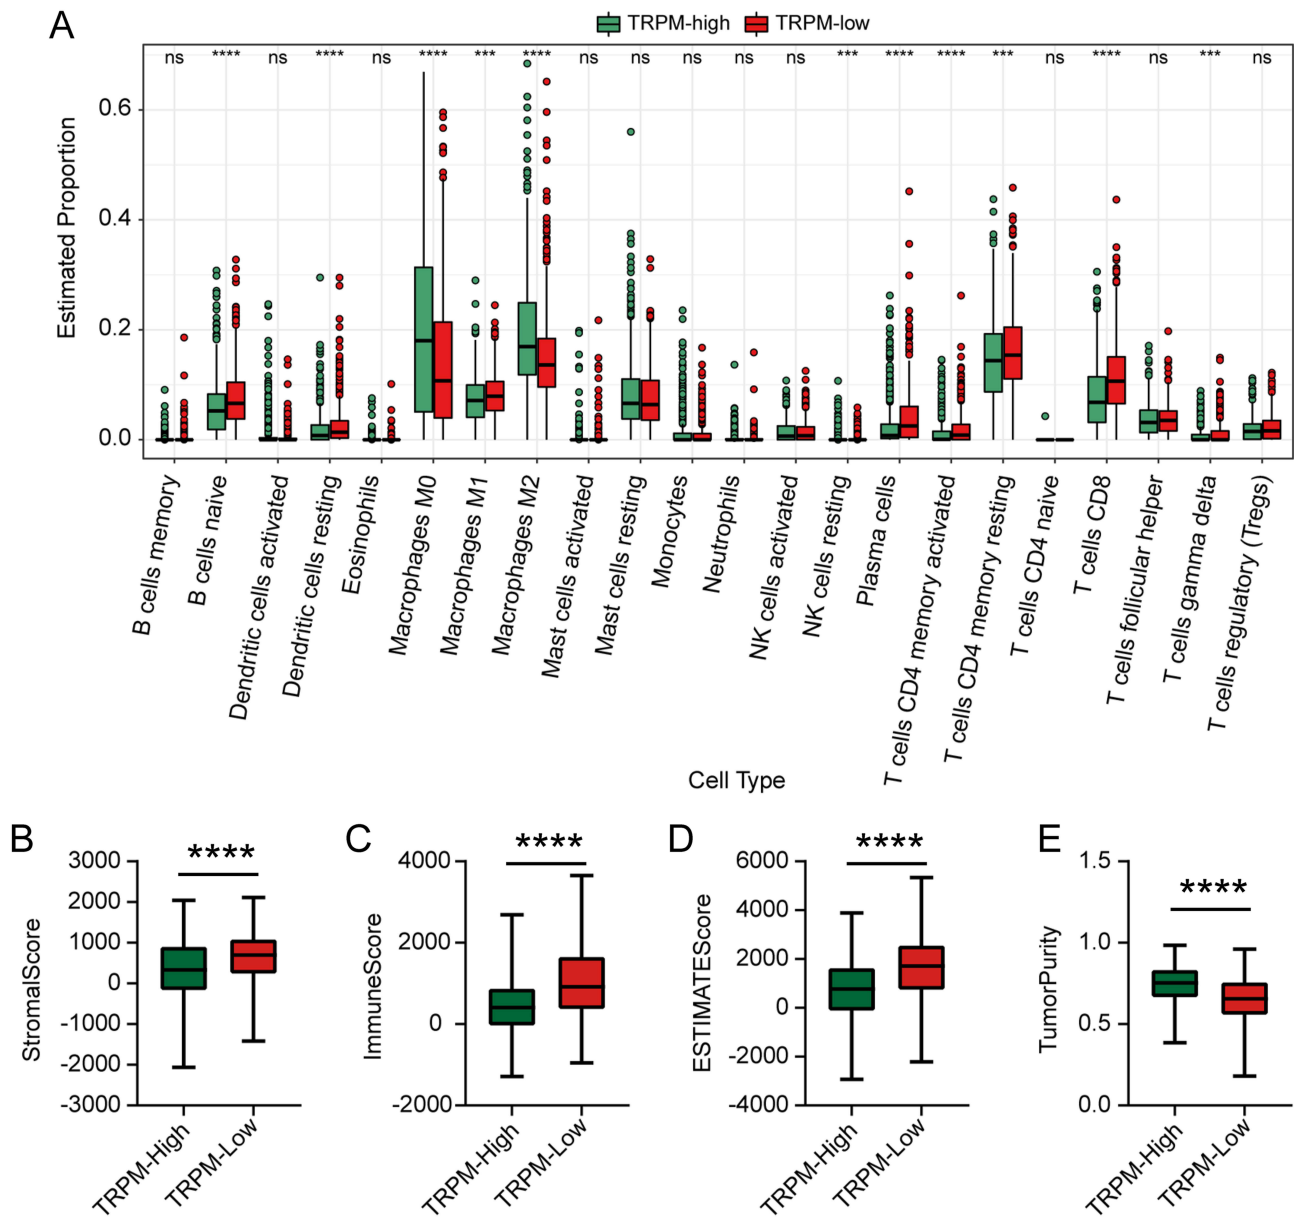 A
TRPM-high TRPM-low
ns **** ns **** ns **** *** **** ns ns ns ns ns *** **** **** *** ns **** ns *** ns
0.6
0.4
0.2
0.0
Estimated Proportion
B cells memory
B cells naive
Dendritic cells activated
Dendritic cells resting
Eosinophils
Macrophages M0
Macrophages M1
Macrophages M2
Mast cells activated
Mast cells resting
Monocytes
Neutrophils
NK cells activated
NK cells resting
Plasma cells
T cells CD4 memory activated
T cells CD4 memory resting
T cells CD4 naive
T cells CD8
T cells follicular helper
T cells gamma delta
T cells regulatory (Tregs)
Cell Type
B
****
3000
2000
1000
0
-1000
-2000
-3000
StromalScore
TRPM-High
TRPM-Low
C
****
4000
2000
0
-2000
ImmuneScore
TRPM-High
TRPM-Low
D
****
6000
4000
2000
0
-2000
-4000
ESTIMATEScore
TRPM-High
TRPM-Low
E
****
1.5
1.0
0.5
0.0
TumorPurity
TRPM-High
TRPM-Low